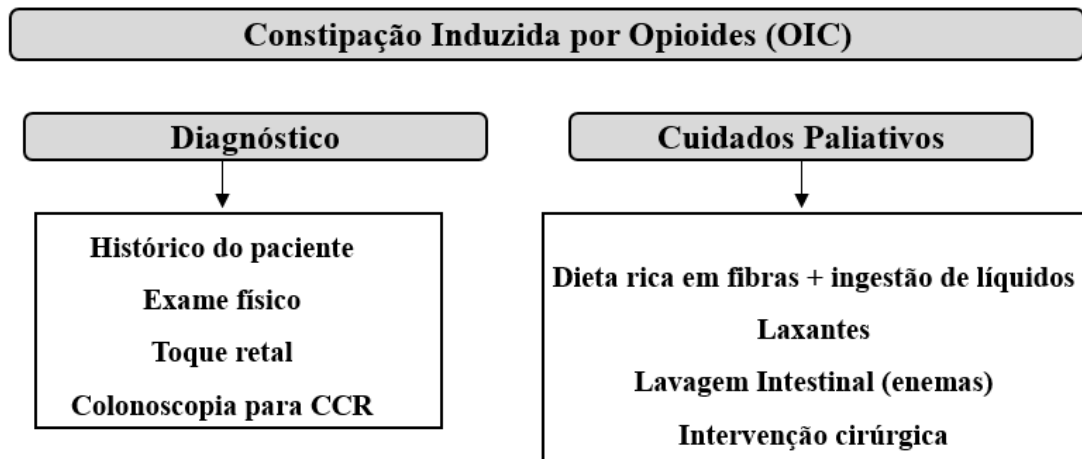 Constipação Induzida por Opioides (OIC)
Diagnóstico
Histórico do paciente
Exame físico
Toque retal
Colonoscopia para CCR
Cuidados Paliativos
Dieta rica em fibras + ingestão de líquidos
Laxantes
Lavagem Intestinal (enemas)
Intervenção cirúrgica